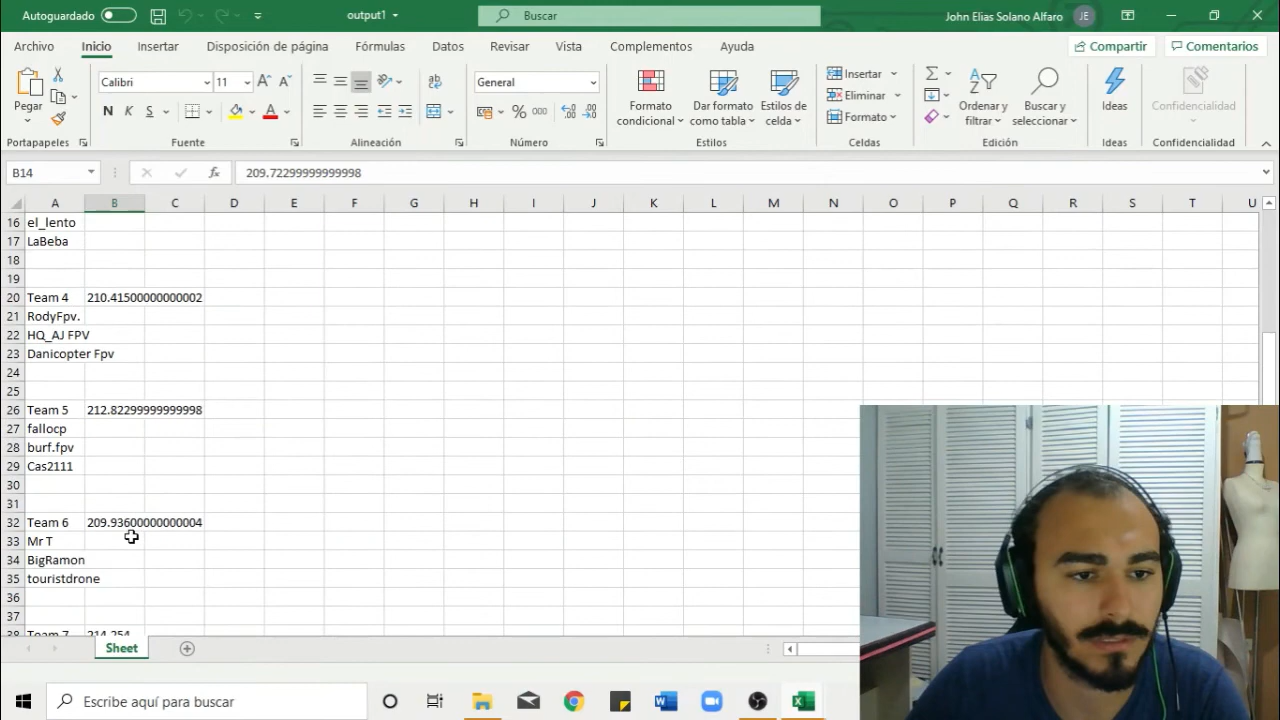 Autoguardado output1 Buscar John Elias Solano Alfaro JE
Archivo Inicio Insertar Disposición de página Fórmulas Datos Revisar Vista Complementos Ayuda Compartir Comentarios
Pegar Calibri 11 General Formato condicional Dar formato como tabla Estilos de celda Insertar Eliminar Formato Ordenar y filtrar Buscar y seleccionar Ideas Confidencialidad
N K S % 000
Portapapeles Fuente Alineación Número Estilos Celdas Edición Ideas Confidencialidad
B14 fx 209.72299999999998
A B C D E F G H I J K L M N O P Q R S T U
16 el_lento
17 LaBeba
18
19
20 Team 4 210.41500000000002
21 RodyFpv.
22 HQ_AJ FPV
23 Danicopter Fpv
24
25
26 Team 5 212.82299999999998
27 fallocp
28 burf.fpv
29 Cas2111
30
31
32 Team 6 209.93600000000004
33 Mr T
34 BigRamon
35 touristdrone
36
37
38 Team 7 214.254
Sheet
Escribe aquí para buscar